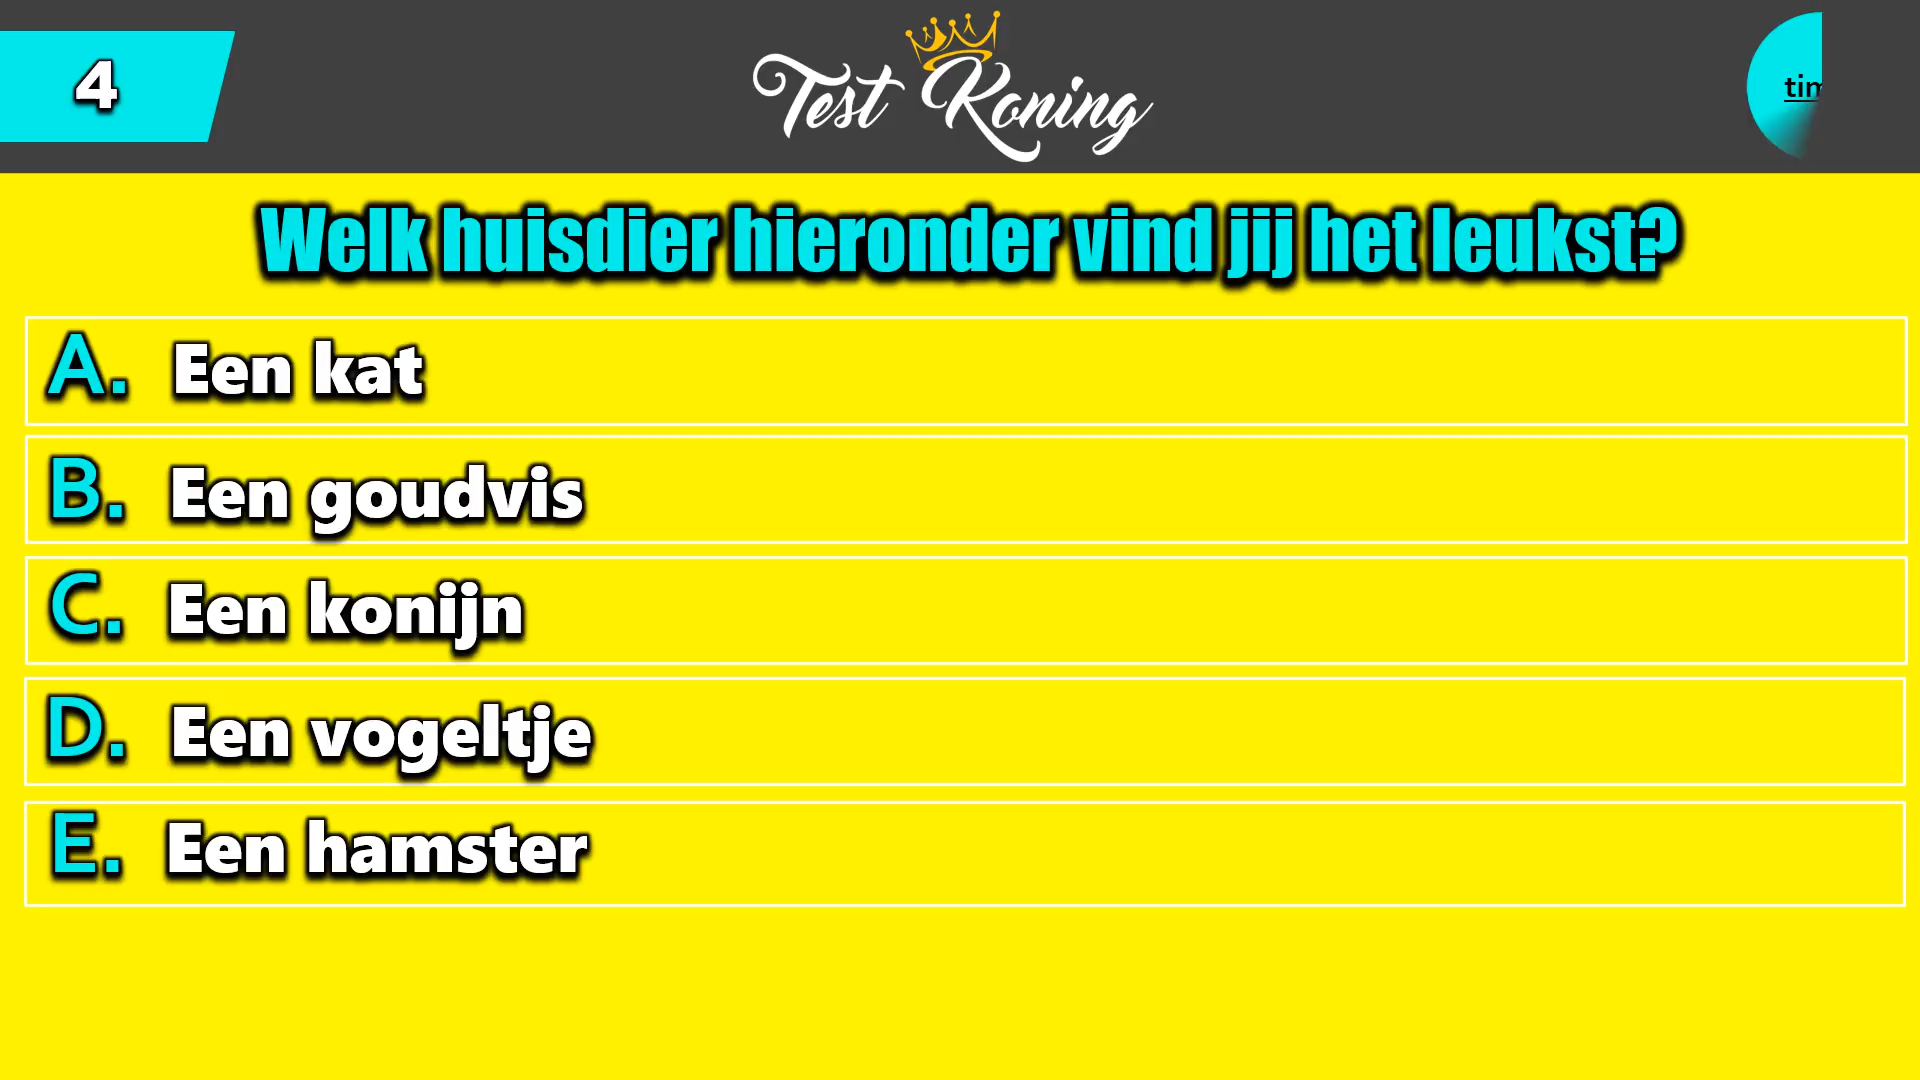 4
Test Koning
Welk huisdier hieronder vind jij het leukst?
A. Een kat
B. Een goudvis
C. Een konijn
D. Een vogeltje
E. Een hamster